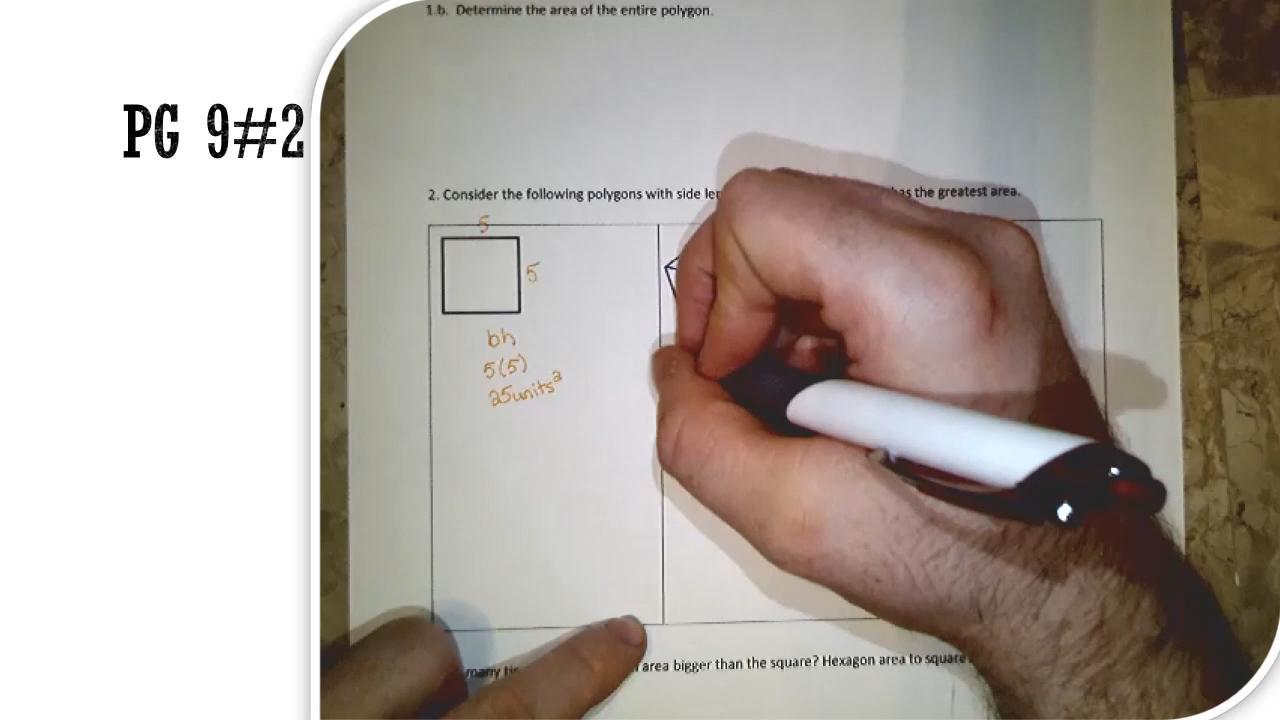 PG 9#2
1.b. Determine the area of the entire polygon.
2. Consider the following polygons with side has the greatest area.
5
5
bh
5(5)
25units²
many area bigger than the square? Hexagon area to square